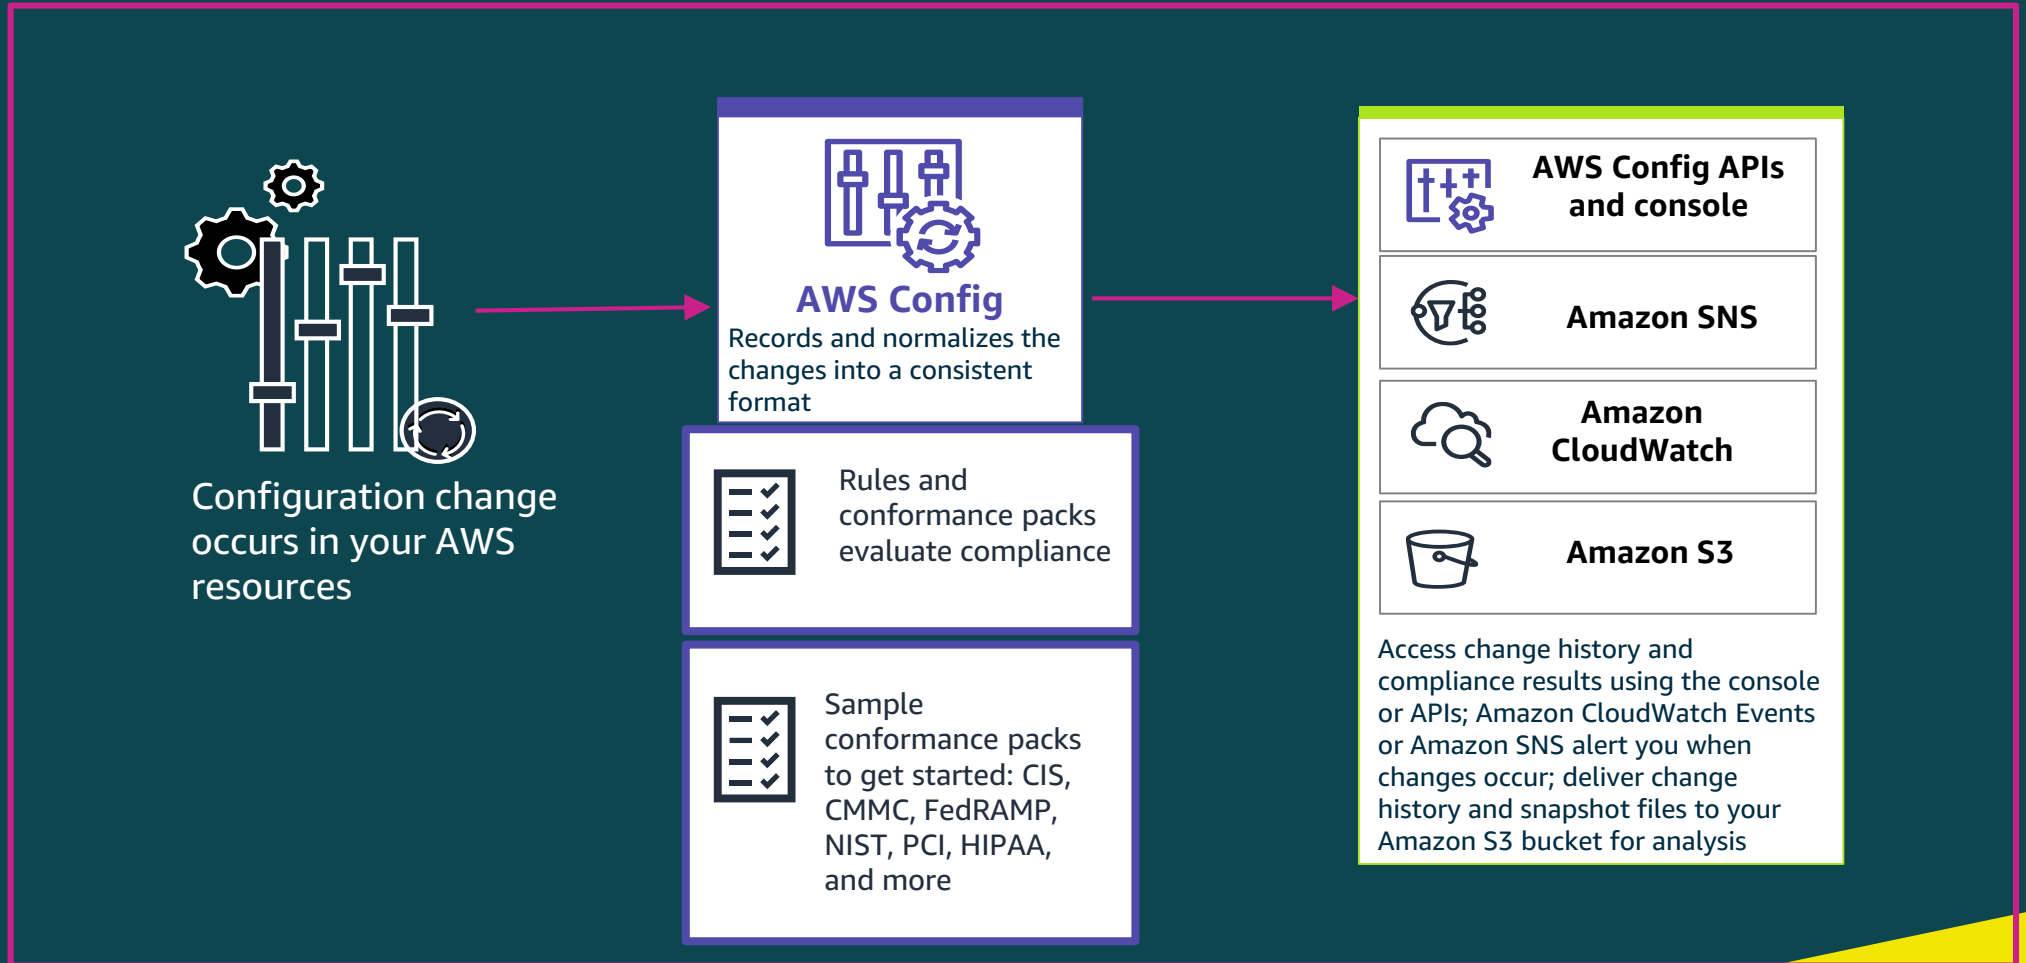 Configuration change
occurs in your AWS
resources
AWS Config
Records and normalizes the
changes into a consistent
format
Rules and
conformance packs
evaluate compliance
Sample
conformance packs
to get started: CIS,
CMMC, FedRAMP,
NIST, PCI, HIPAA,
and more
AWS Config APIs
and console
Amazon SNS
Amazon
CloudWatch
Amazon S3
Access change history and
compliance results using the console
or APIs; Amazon CloudWatch Events
or Amazon SNS alert you when
changes occur; deliver change
history and snapshot files to your
Amazon S3 bucket for analysis